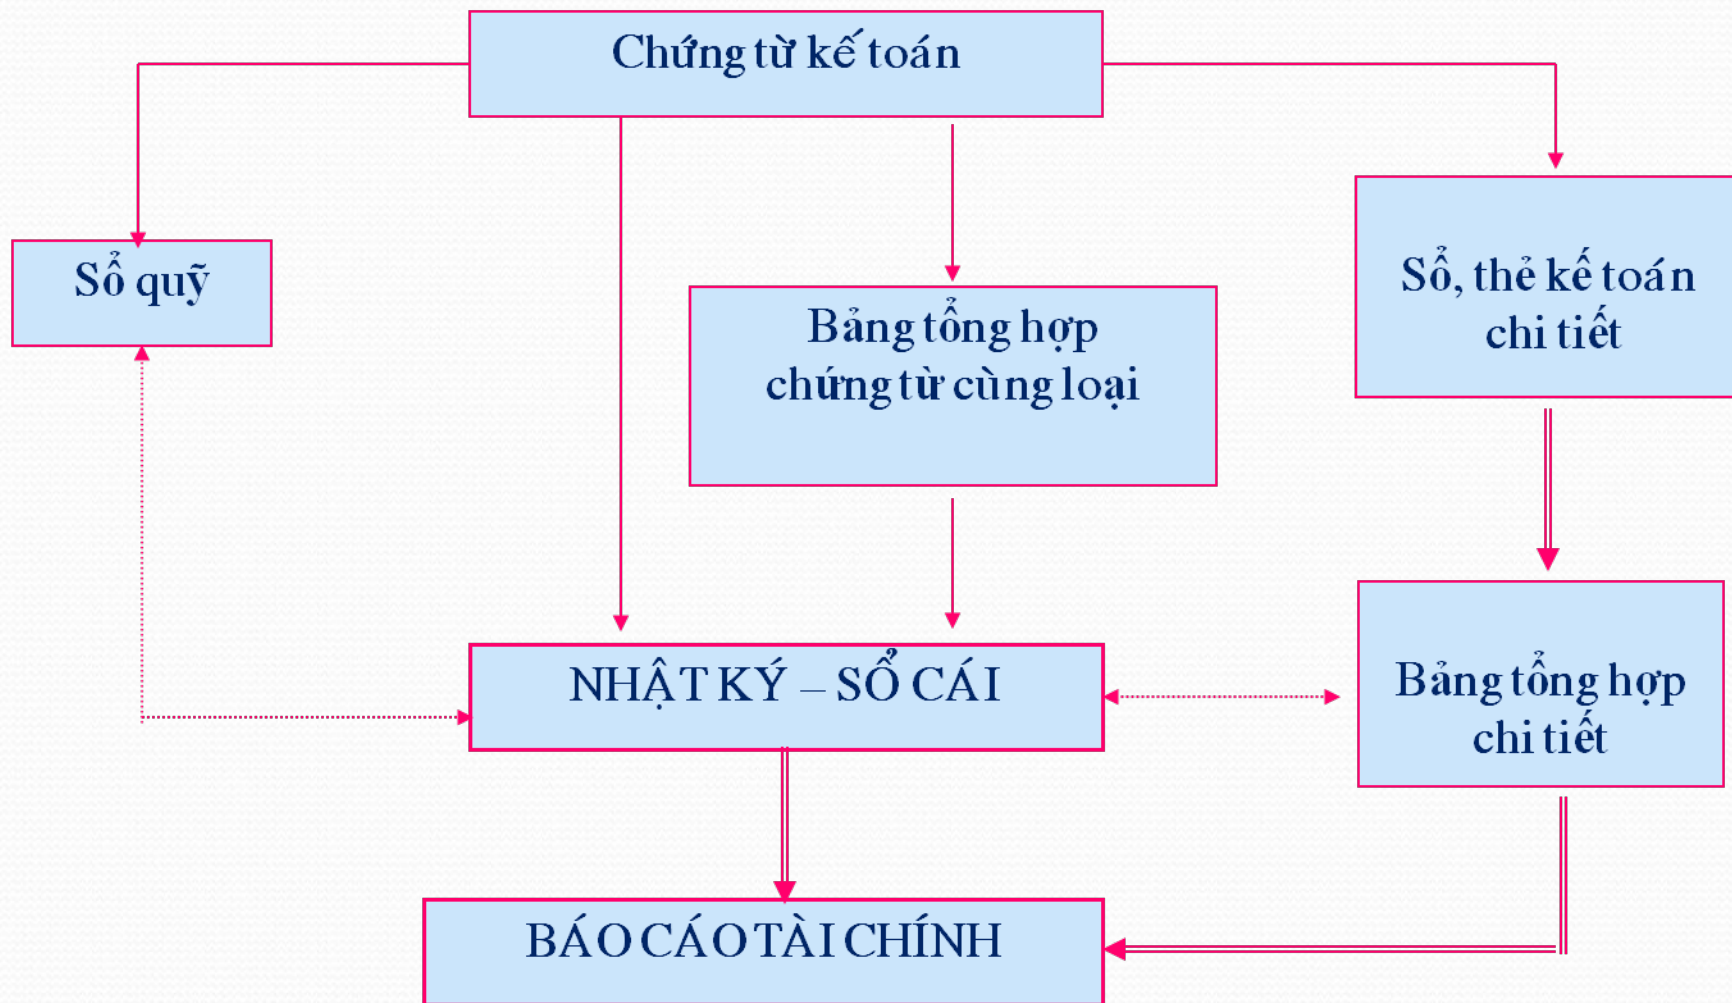 Chứng từ kế toán
Sổ quỹ
Bảng tổng hợp
chứng từ cùng loại
Sổ, thẻ kế toán
chi tiết
NHẬT KÝ – SỔ CÁI
Bảng tổng hợp
chi tiết
BÁO CÁO TÀI CHÍNH